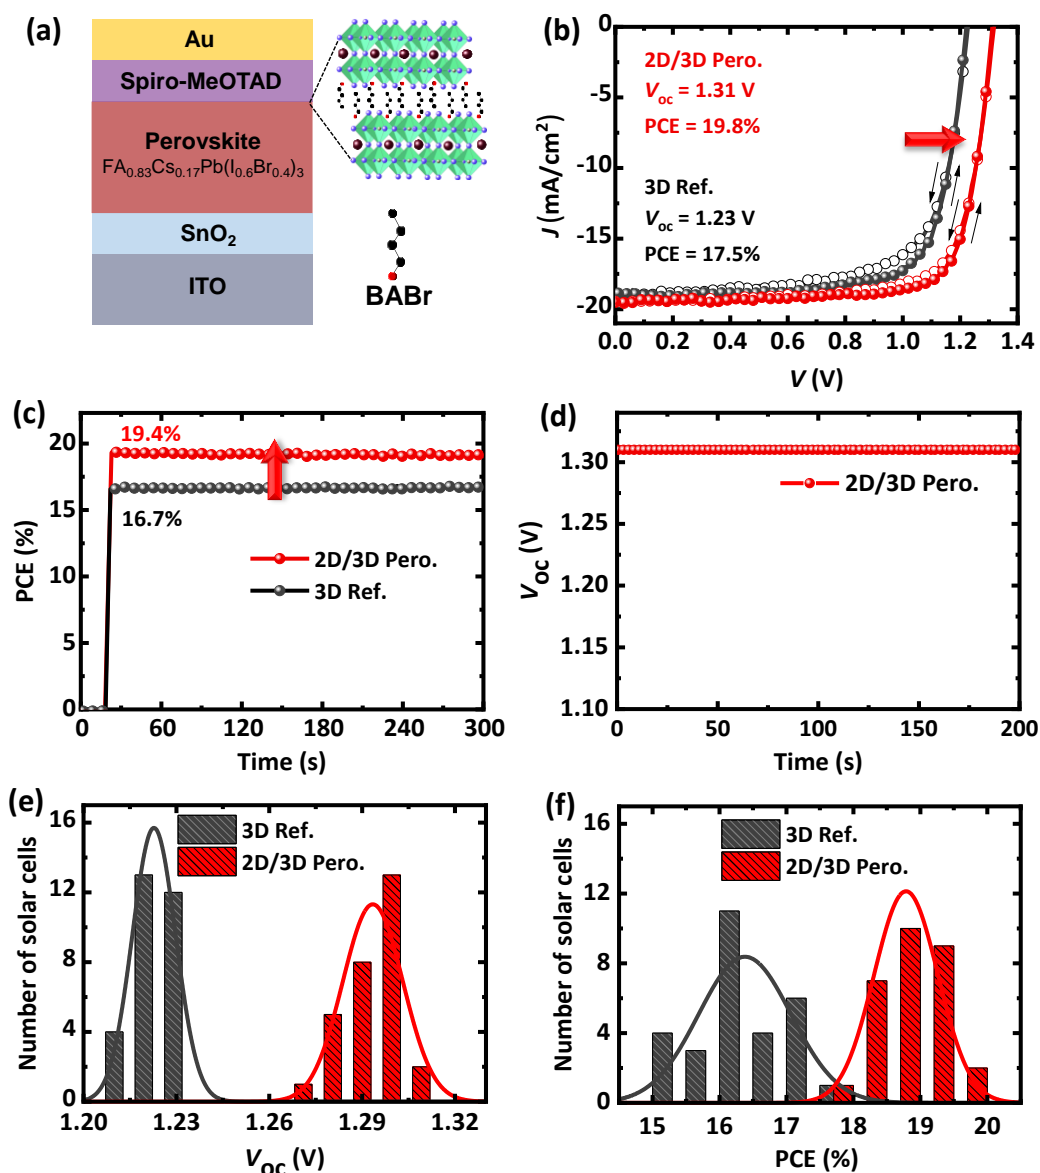 (a)
Au
Spiro-MeOTAD
Perovskite
FA0.83Cs0.17Pb(I0.6Br0.4)3
SnO2
ITO
BABr
(b)
2D/3D Pero.
Voc = 1.31 V
PCE = 19.8%
3D Ref.
Voc = 1.23 V
PCE = 17.5%
J (mA/cm2)
0
-5
-10
-15
-20
0.0 0.2 0.4 0.6 0.8 1.0 1.2 1.4
V (V)
(c)
PCE (%)
20
15
10
5
0
19.4%
16.7%
2D/3D Pero.
3D Ref.
0 60 120 180 240 300
Time (s)
(d)
VOC (V)
1.30
1.25
1.20
1.15
1.10
2D/3D Pero.
0 50 100 150 200
Time (s)
(e)
Number of solar cells
16
12
8
4
0
3D Ref.
2D/3D Pero.
1.20 1.23 1.26 1.29 1.32
VOC (V)
(f)
Number of solar cells
16
12
8
4
0
3D Ref.
2D/3D Pero.
15 16 17 18 19 20
PCE (%)